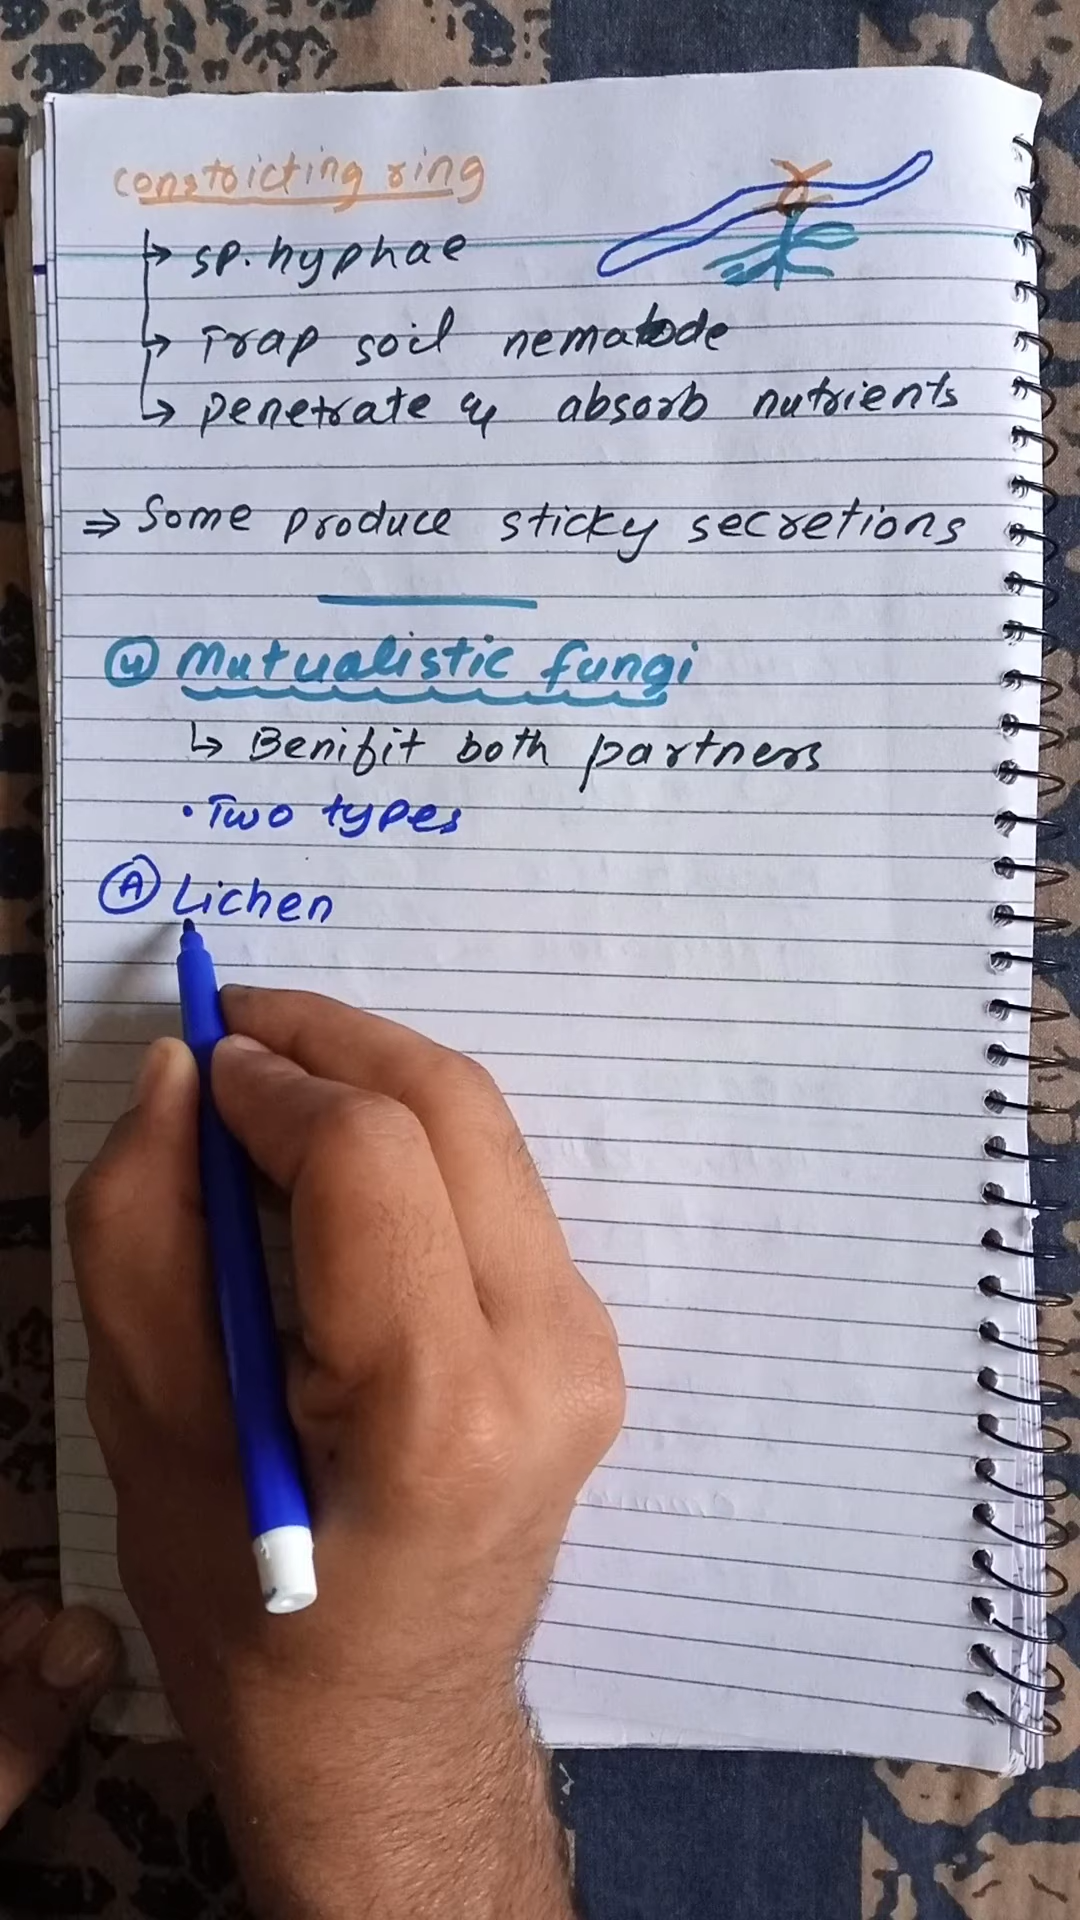 constricting ring
→ sp. hyphae
→ Trap soil nematode
→ penetrate & absorb nutrients
⇒ Some produce sticky secretions
④ Mutualistic fungi
↳ Benifit both partners
• Two types
Ⓐ Lichen